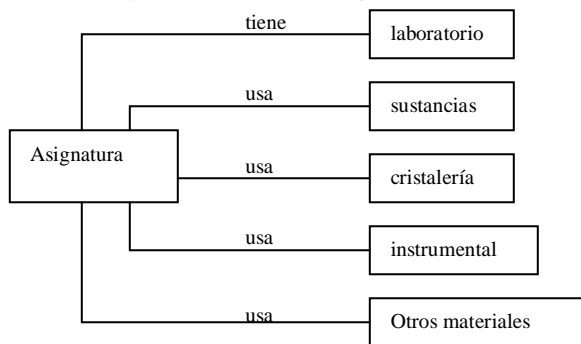 tiene
laboratorio
usa
sustancias
Asignatura
usa
cristalería
usa
instrumental
usa
Otros materiales